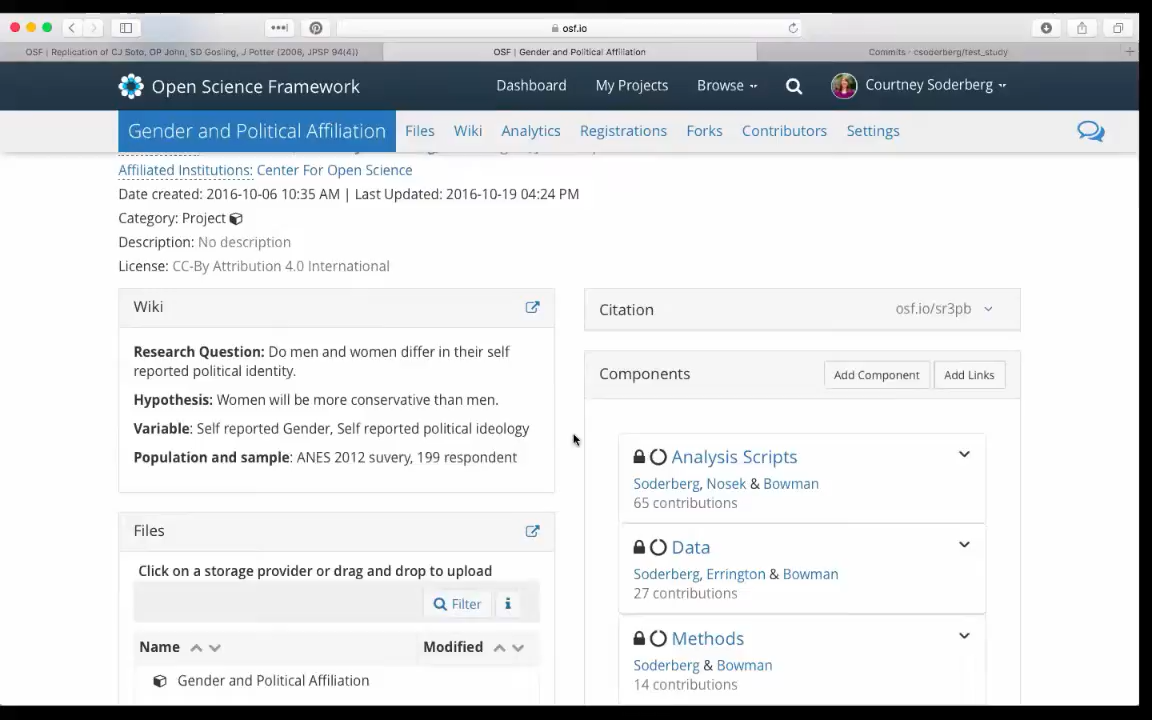 osf.io
OSF | Replication of CJ Soto, OP John, SD Gosling, J Potter (2008, JPSP 94(4))
OSF | Gender and Political Affiliation
Commits · csoderberg/test_study
Open Science Framework
Dashboard
My Projects
Browse
Courtney Soderberg
Gender and Political Affiliation
Files
Wiki
Analytics
Registrations
Forks
Contributors
Settings
Affiliated Institutions: Center For Open Science
Date created: 2016-10-06 10:35 AM | Last Updated: 2016-10-19 04:24 PM
Category: Project
Description: No description
License: CC-By Attribution 4.0 International
Wiki
Research Question: Do men and women differ in their self
reported political identity.
Hypothesis: Women will be more conservative than men.
Variable: Self reported Gender, Self reported political ideology
Population and sample: ANES 2012 suvery, 199 respondent
Files
Click on a storage provider or drag and drop to upload
Filter
Name
Modified
Gender and Political Affiliation
Citation
osf.io/sr3pb
Components
Add Component
Add Links
Analysis Scripts
Soderberg, Nosek & Bowman
65 contributions
Data
Soderberg, Errington & Bowman
27 contributions
Methods
Soderberg & Bowman
14 contributions